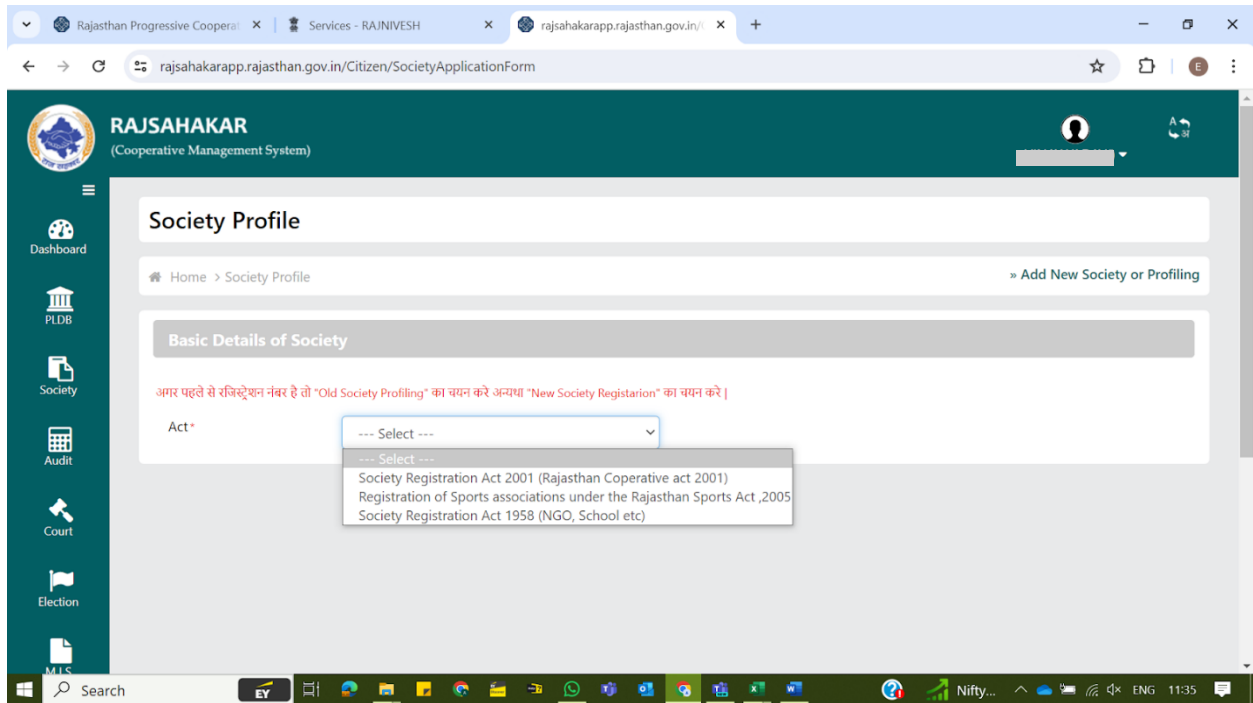 Rajasthan Progressive Cooperat
Services - RAJNIVESH
rajsahakarapp.rajasthan.gov.in/
rajsahakarapp.rajasthan.gov.in/Citizen/SocietyApplicationForm
E
RAJSAHAKAR
(Cooperative Management System)
A
अ
Society Profile
Dashboard
Home > Society Profile
» Add New Society or Profiling
PLDB
Basic Details of Society
Society
अगर पहले से रजिस्ट्रेशन नंबर है तो "Old Society Profiling" का चयन करे अन्यथा "New Society Registarion" का चयन करे |
Act*
--- Select ---
--- Select ---
Society Registration Act 2001 (Rajasthan Coperative act 2001)
Registration of Sports associations under the Rajasthan Sports Act ,2005
Society Registration Act 1958 (NGO, School etc)
Audit
Court
Election
M.I.S
Search
EY
Nifty...
ENG
11:35